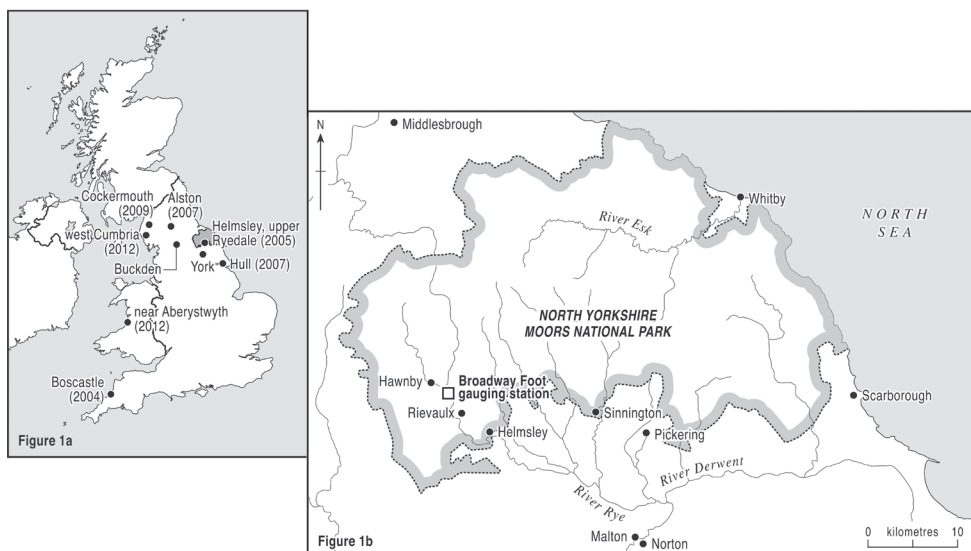 Cockermouth
(2009)
Alston
(2007)
west Cumbria
(2012)
Helmsley, upper
Ryedale (2005)
Buckden
York
Hull (2007)
near Aberystwyth
(2012)
Boscastle
(2004)
Figure 1a
N
Middlesbrough
Whitby
NORTH
SEA
River Esk
NORTH YORKSHIRE
MOORS NATIONAL PARK
Hawnby
Broadway Foot
gauging station
Rievaulx
Helmsley
Sinnington
Pickering
Scarborough
River Derwent
River Rye
Malton
Norton
0 kilometres 10
Figure 1b